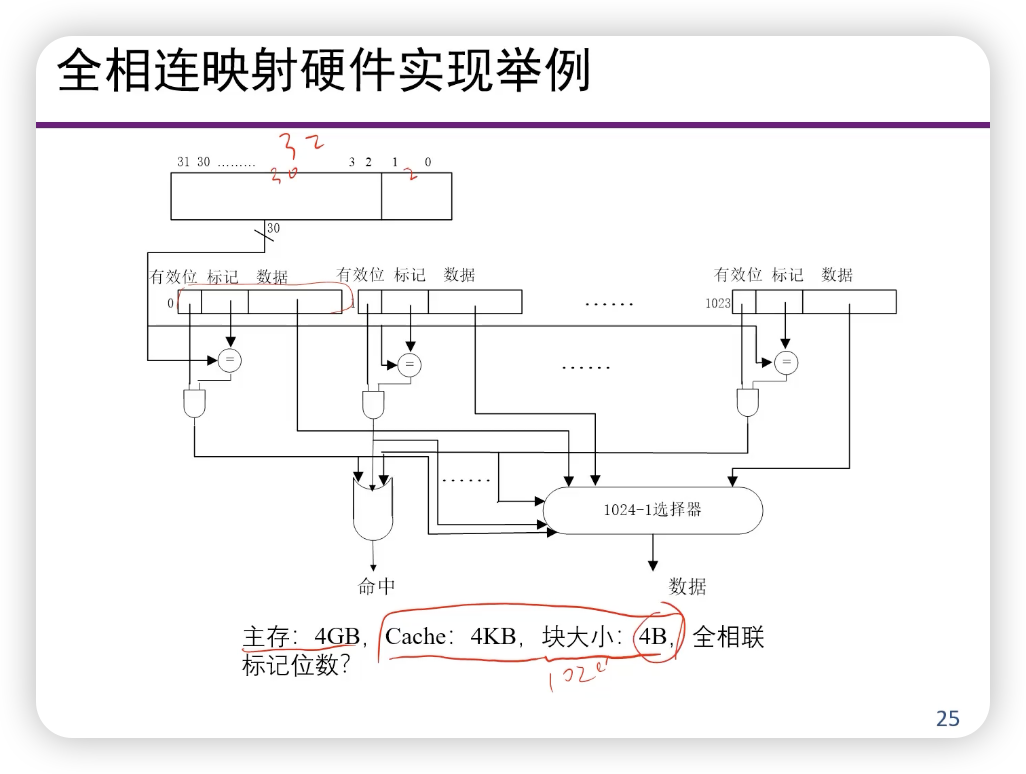 全相连映射硬件实现举例
32
31 30 ......... 3 2 1 0
30 2
30
有效位 标记 数据 有效位 标记 数据 有效位 标记 数据
0 1 ...... 1023
= = ...... =
......
1024-1选择器
命中 数据
主存：4GB，Cache：4KB，块大小：4B，全相联
标记位数？
25